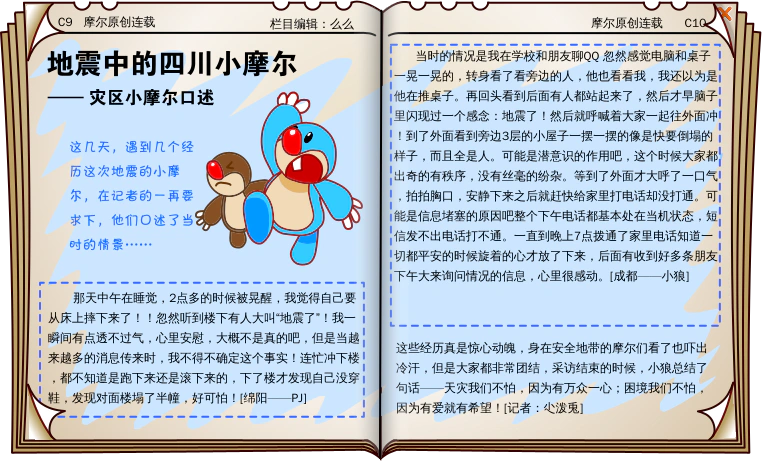 C9 摩尔原创连载
栏目编辑：么么
地震中的四川小摩尔
—— 灾区小摩尔口述
这几天，遇到几个经
历这次地震的小摩
尔，在记者的一再要
求下，他们口述了当
时的情景……
那天中午在睡觉，2点多的时候被晃醒，我觉得自己要
从床上摔下来了！！忽然听到楼下有人大叫“地震了”！我一
瞬间有点透不过气，心里安慰，大概不是真的吧，但是当越
来越多的消息传来时，我不得不确定这个事实！连忙冲下楼
，都不知道是跑下来还是滚下来的，下了楼才发现自己没穿
鞋，发现对面楼塌了半幢，好可怕！[绵阳——PJ]
摩尔原创连载 C10
当时的情况是我在学校和朋友聊QQ 忽然感觉电脑和桌子
一晃一晃的，转身看了看旁边的人，他也看看我，我还以为是
他在推桌子。再回头看到后面有人都站起来了，然后才早脑子
里闪现过一个感念：地震了！然后就呼喊着大家一起往外面冲
！到了外面看到旁边3层的小屋子一摆一摆的像是快要倒塌的
样子，而且全是人。可能是潜意识的作用吧，这个时候大家都
出奇的有秩序，没有丝毫的纷杂。等到了外面才大呼了一口气
，拍拍胸口，安静下来之后就赶快给家里打电话却没打通。可
能是信息堵塞的原因吧整个下午电话都基本处在当机状态，短
信发不出电话打不通。一直到晚上7点拨通了家里电话知道一
切都平安的时候旋着的心才放了下来，后面有收到好多条朋友
下午大来询问情况的信息，心里很感动。[成都——小狼]
这些经历真是惊心动魄，身在安全地带的摩尔们看了也吓出
冷汗，但是大家都非常团结，采访结束的时候，小狼总结了
句话——天灾我们不怕，因为有万众一心；困境我们不怕，
因为有爱就有希望！[记者：尐泼兎]